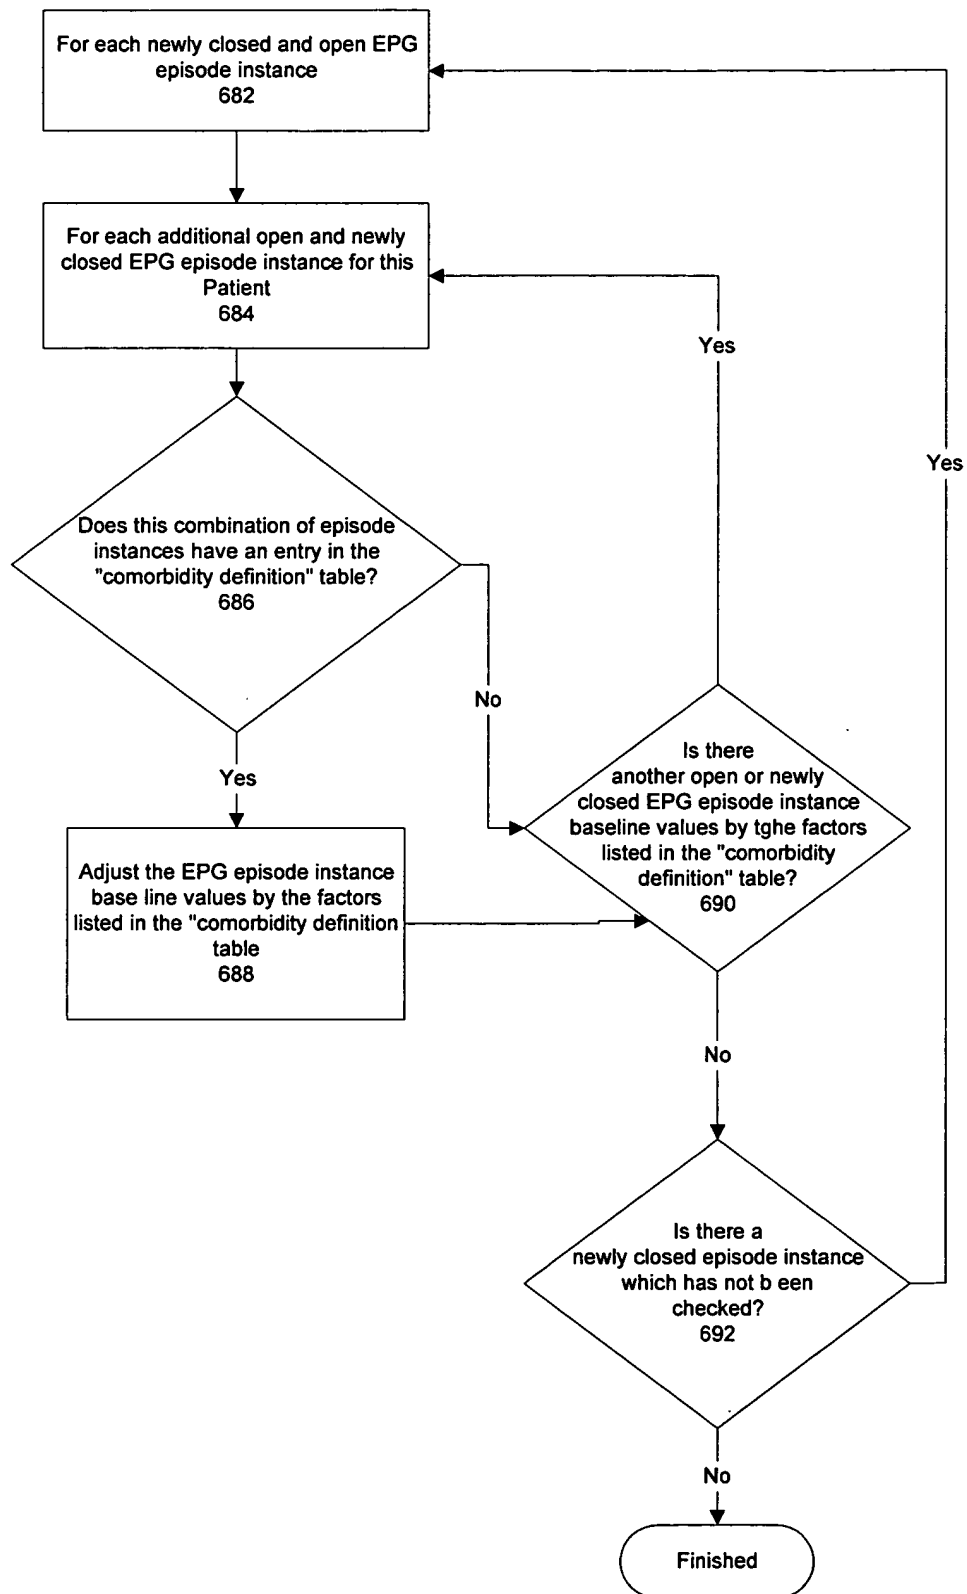 For each newly closed and open EPG
episode instance
682
For each additional open and newly
closed EPG episode instance for this
Patient
684
Yes
Yes
Does this combination of episode
instances have an entry in the
"comorbidity definition" table?
686
No
Is there
another open or newly
closed EPG episode instance
baseline values by tghe factors
listed in the "comorbidity
definition" table?
690
Yes
Adjust the EPG episode instance
base line values by the factors
listed in the "comorbidity definition
table
688
No
Is there a
newly closed episode instance
which has not b een
checked?
692
No
Finished